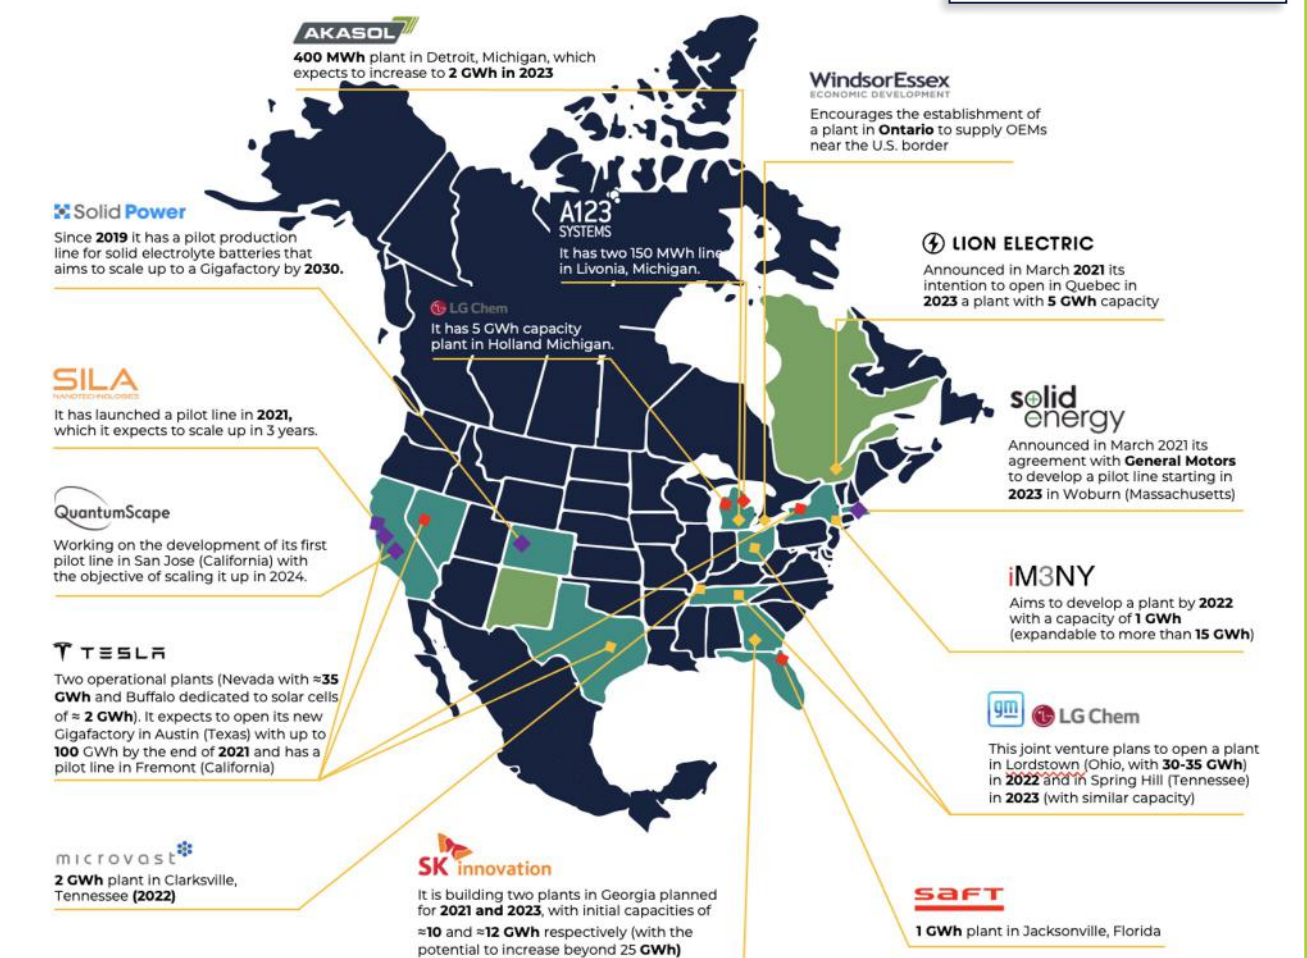 AKASOL
400 MWh plant in Detroit, Michigan, which
expects to increase to 2 GWh in 2023
WindsorEssex
ECONOMIC DEVELOPMENT
Encourages the establishment of
a plant in Ontario to supply OEMs
near the U.S. border
Solid Power
Since 2019 it has a pilot production
line for solid electrolyte batteries that
aims to scale up to a Gigafactory by 2030.
A123
SYSTEMS
It has two 150 MWh line
in Livonia, Michigan.
LION ELECTRIC
Announced in March 2021 its
intention to open in Quebec in
2023 a plant with 5 GWh capacity
LG Chem
It has 5 GWh capacity
plant in Holland Michigan.
SILA
NANOTECHNOLOGIES
It has launched a pilot line in 2021,
which it expects to scale up in 3 years.
solid
energy
Announced in March 2021 its
agreement with General Motors
to develop a pilot line starting in
2023 in Woburn (Massachusetts)
QuantumScape
Working on the development of its first
pilot line in San Jose (California) with
the objective of scaling it up in 2024.
iM3NY
Aims to develop a plant by 2022
with a capacity of 1 GWh
(expandable to more than 15 GWh)
TESLA
Two operational plants (Nevada with ≈35
GWh and Buffalo dedicated to solar cells
of ≈ 2 GWh). It expects to open its new
Gigafactory in Austin (Texas) with up to
100 GWh by the end of 2021 and has a
pilot line in Fremont (California)
gm LG Chem
This joint venture plans to open a plant
in Lordstown (Ohio, with 30-35 GWh)
in 2022 and in Spring Hill (Tennessee)
in 2023 (with similar capacity)
microvast
2 GWh plant in Clarksville,
Tennessee (2022)
SK innovation
It is building two plants in Georgia planned
for 2021 and 2023, with initial capacities of
≈10 and ≈12 GWh respectively (with the
potential to increase beyond 25 GWh)
saft
1 GWh plant in Jacksonville, Florida